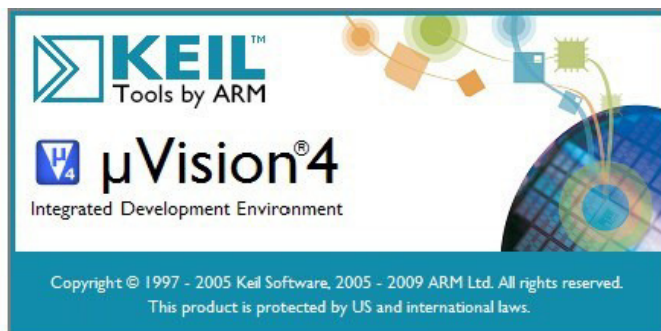 KEIL™
Tools by ARM
μ4 μVision®4
Integrated Development Environment
Copyright © 1997 - 2005 Keil Software, 2005 - 2009 ARM Ltd. All rights reserved.
This product is protected by US and international laws.